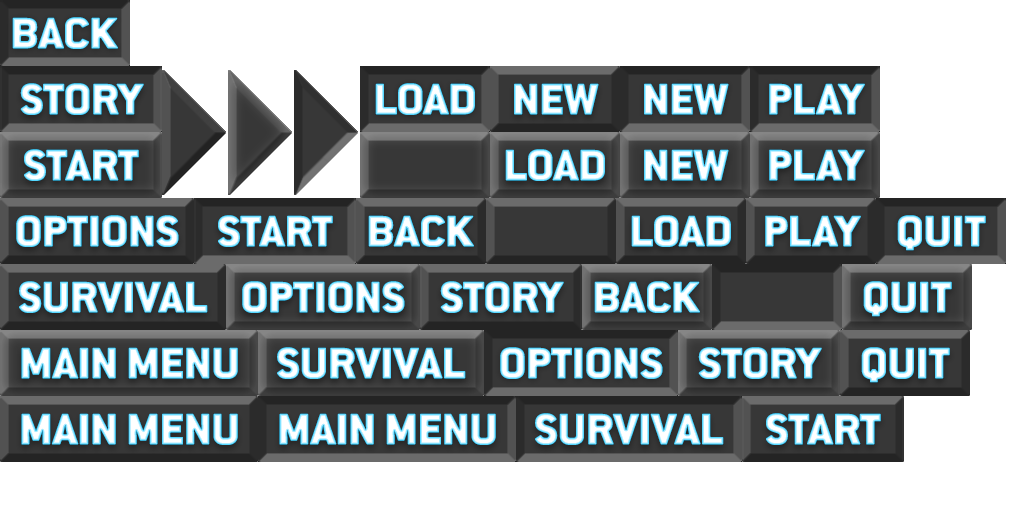 BACK
STORY LOAD NEW NEW PLAY
START LOAD NEW PLAY
OPTIONS START BACK LOAD PLAY QUIT
SURVIVAL OPTIONS STORY BACK QUIT
MAIN MENU SURVIVAL OPTIONS STORY QUIT
MAIN MENU MAIN MENU SURVIVAL START